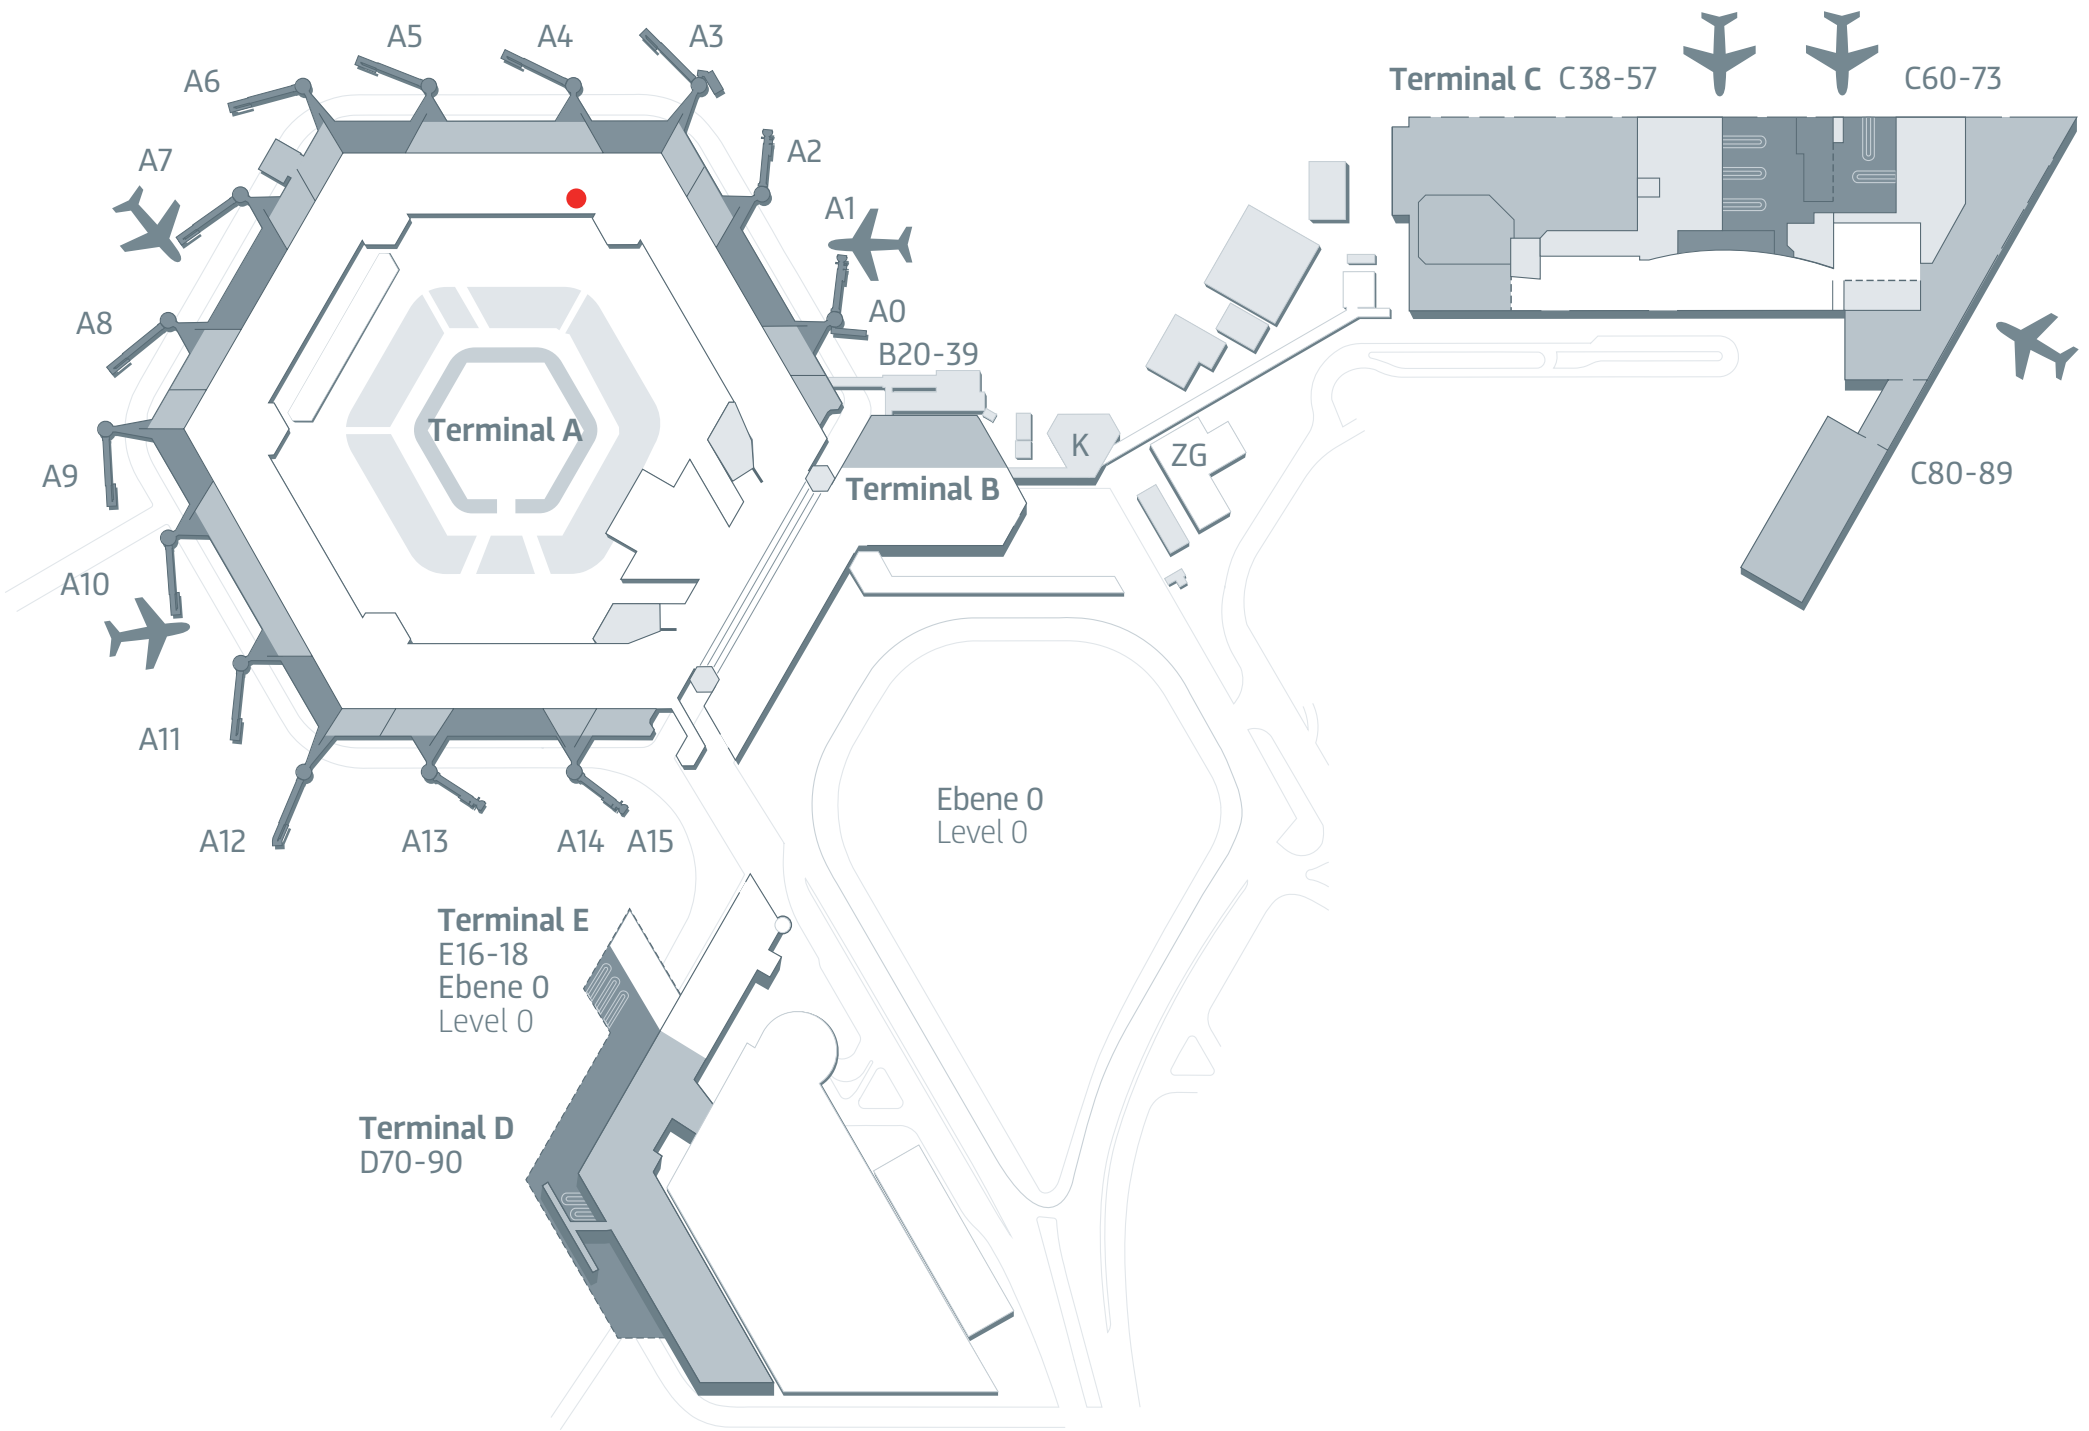 A5
A4
A3
A6
Terminal C C38-57
C60-73
A7
A2
A1
A8
A0
B20-39
Terminal A
K
ZG
A9
Terminal B
C80-89
A10
A11
Ebene 0
Level 0
A12
A13
A14
A15
Terminal E
E16-18
Ebene 0
Level 0
Terminal D
D70-90